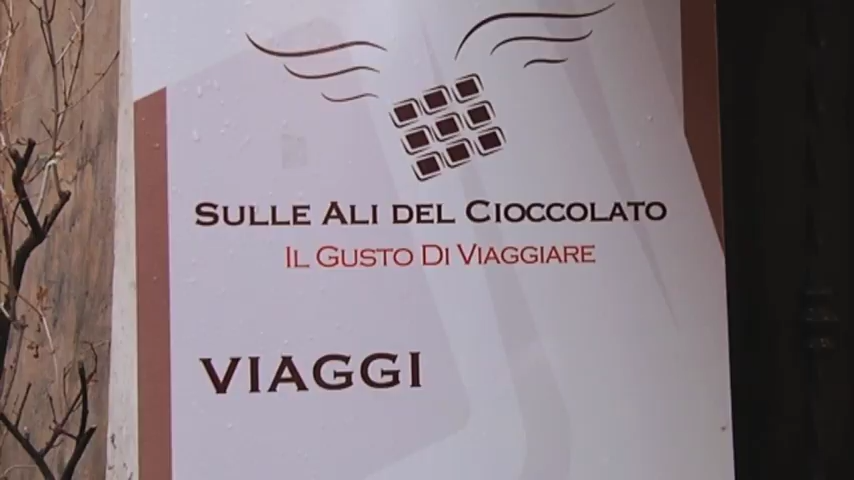 SULLE ALI DEL CIOCCOLATO
IL GUSTO DI VIAGGIARE
VIAGGI